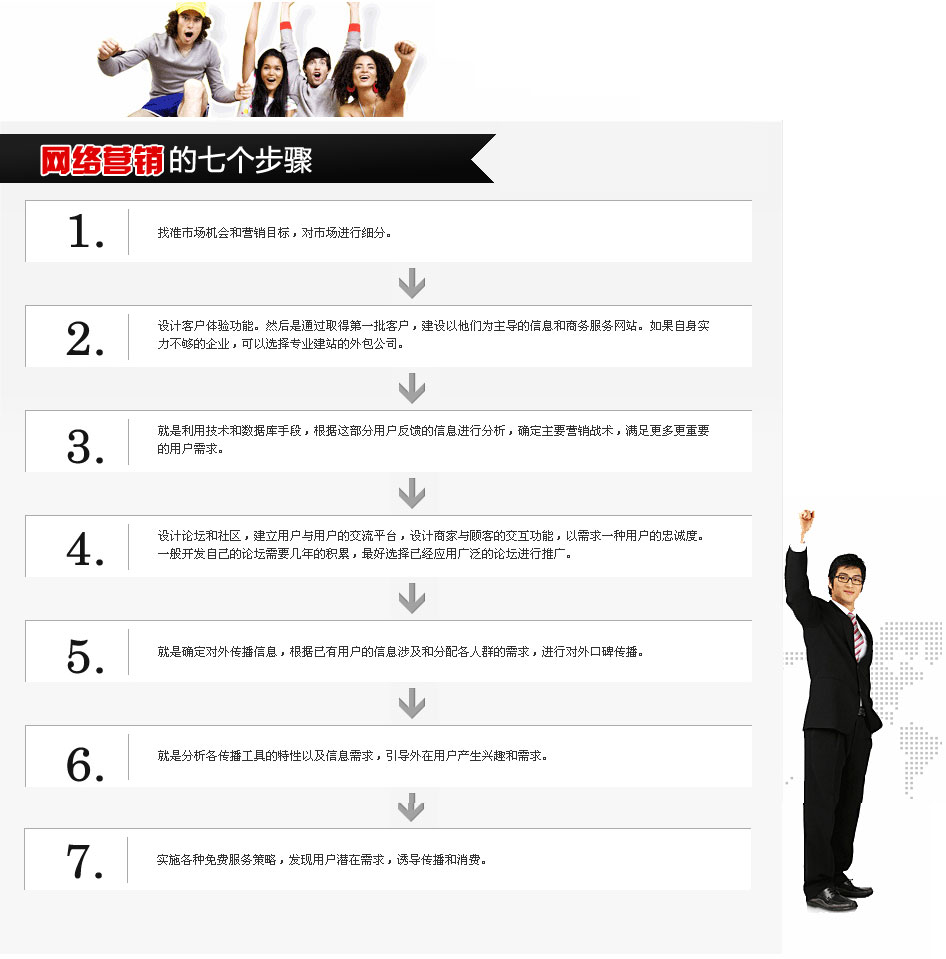 网络营销的七个步骤
1.
找准市场机会和营销目标，对市场进行细分。
2.
设计客户体验功能。然后是通过取得第一批客户，建设以他们为主导的信息和商务服务网站。如果自身实
力不够的企业，可以选择专业建站的外包公司。
3.
就是利用技术和数据库手段，根据这部分用户反馈的信息进行分析，确定主要营销战术，满足更多更重要
的用户需求。
4.
设计论坛和社区，建立用户与用户的交流平台，设计商家与顾客的交互功能，以需求一种用户的忠诚度。
一般开发自己的论坛需要几年的积累，最好选择已经应用广泛的论坛进行推广。
5.
就是确定对外传播信息，根据已有用户的信息涉及和分配各人群的需求，进行对外口碑传播。
6.
就是分析各传播工具的特性以及信息需求，引导外在用户产生兴趣和需求。
7.
实施各种免费服务策略，发现用户潜在需求，诱导传播和消费。